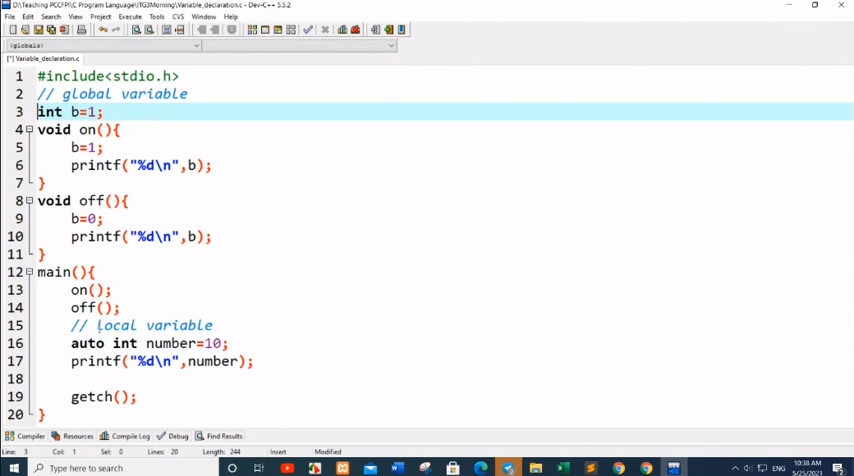 D:\Teaching PCCFPI\C Program Language\ITG3Morning\Variable_declaration.c - Dev-C++ 5.5.2
File Edit Search View Project Execute Tools CVS Window Help
(globals)
[*] Variable_declaration.c
1 #include<stdio.h>
2 // global variable
3 int b=1;
4 void on(){
5 b=1;
6 printf("%d\n",b);
7 }
8 void off(){
9 b=0;
10 printf("%d\n",b);
11 }
12 main(){
13 on();
14 off();
15 // local variable
16 auto int number=10;
17 printf("%d\n",number);
18
19 getch();
20 }
Compiler Resources Compile Log Debug Find Results
Line: 3 Col: 1 Sel: 0 Lines: 20 Length: 244 Insert Modified
Type here to search
ENG
10:38 AM
5/25/2021